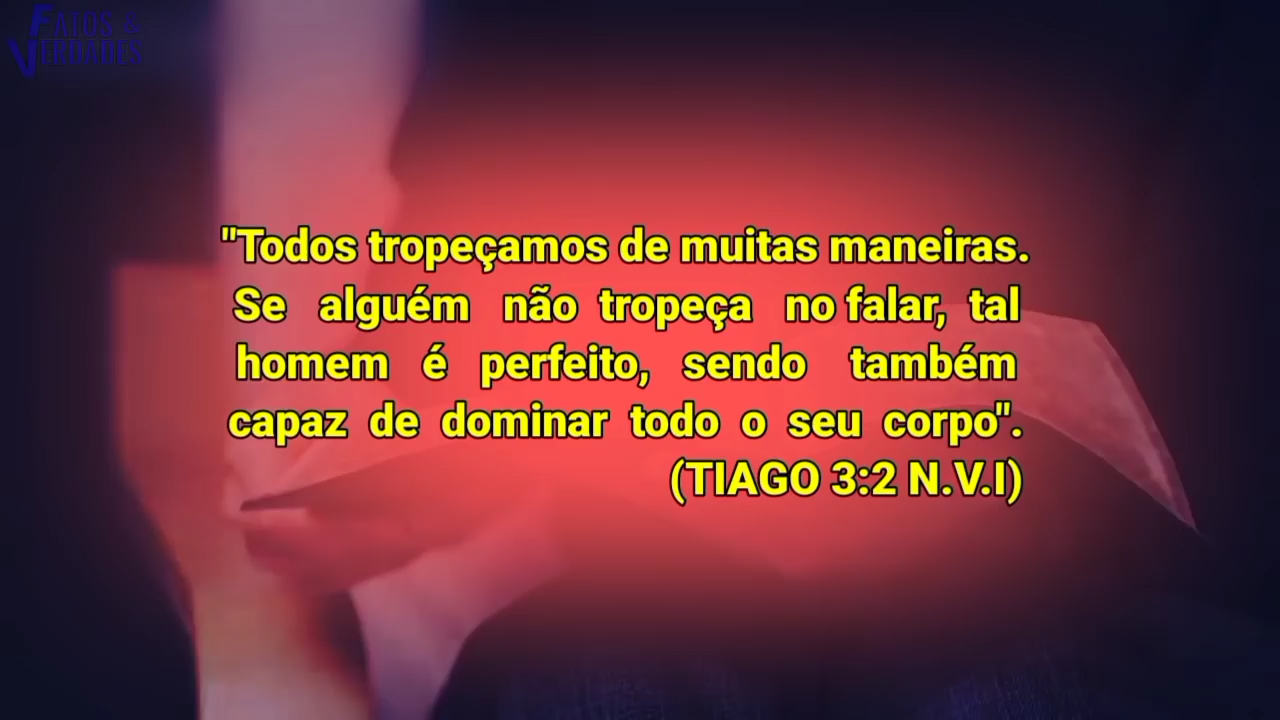 FATOS &
VERDADES
"Todos tropeçamos de muitas maneiras.
Se alguém não tropeça no falar, tal
homem é perfeito, sendo também
capaz de dominar todo o seu corpo".
(TIAGO 3:2 N.V.I)